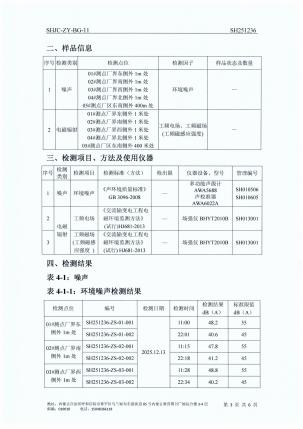 SHJC-ZY-BG-11 SH251236
二、样品信息
序号 检测类别 检测点位 检测因子 样品状态及数量
1 噪声 01#测点厂界东侧外 1m 处
02#测点厂界南侧外 1m 处
03#测点厂界西侧外 1m 处
04#测点厂界北侧外 1m 处
05#测点厂区东南侧外 400m 处
环境噪声 —
2 电磁辐射 01#测点厂界东侧外 1 米处
02#测点厂界南侧外 1 米处
03#测点厂界西侧外 1 米处
04#测点厂界北侧外 1 米处
05#测点厂区东南侧外 400 米处
工频电场、工频磁场
(工频磁感应强度)
—
三、检测项目、方法及使用仪器
序号 检测类别 检测项目 检测标准(方法) 检出限 仪器设备、型号 管理编号
1 噪声 环境噪声 《声环境质量标准》
GB 3096-2008
— 多功能声级计
AWA5688
声校准器
AWA6022A
SH010506
SH010605
2 电磁辐射 工频电场 《交流输变电工程电
磁环境监测方法》
(试行)HJ681-2013
— 场强仪 BHYT2010B SH013001
3 工频磁场
(工频磁感
应强度)
《交流输变电工程电
磁环境监测方法》
(试行)HJ681-2013
— 场强仪 BHYT2010B SH013001
四、检测结果
表 4-1:噪声
表 4-1-1:环境噪声检测结果
检测点位 编号 检测日期 检测时间 检测结果
dB(A)
标准限值
dB(A)
01#测点厂界东
侧外 1m 处
SH251236-ZS-01-001 2025.12.13 11:00 48.2 55
SH251236-ZS-01-002 22:01 40.6 45
02#测点厂界南
侧外 1m 处
SH251236-ZS-02-001 11:15 47.8 55
SH251236-ZS-02-002 22:18 41.2 45
03#测点厂界西
侧外 1m 处
SH251236-ZS-03-001 11:28 48.8 55
SH251236-ZS-03-002 22:34 40.2 45
第 3 页 共 6 页